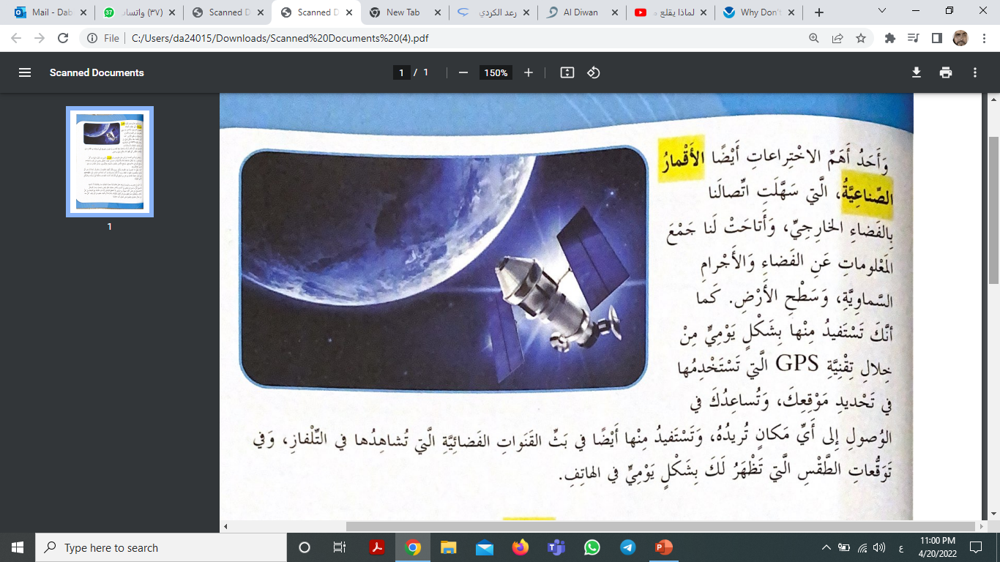 Mail - Dab
(٣٧) واتساب
37
Scanned D
Scanned D
New Tab
رعد الكردي
Al Diwan
لماذا يقلع
Why Don't
File
C:/Users/da24015/Downloads/Scanned%20Documents%20(4).pdf
Scanned Documents
1 / 1
150%
1
وَأَحَدُ أَهَمِّ الاخْتِراعاتِ أَيْضًا الأَقْمارُ
الصِّناعِيَّةُ، الَّتي سَهَّلَتِ اتِّصالَنا
بِالفَضاءِ الخارِجِيِّ، وَأَتاحَتْ لَنا جَمْعَ
المَعْلوماتِ عَنِ الفَضاءِ وَالأَجْرامِ
السَّماوِيَّةِ، وَسَطْحِ الأَرْضِ. كَما
أنَّكَ تَسْتَفيدُ مِنْها بِشَكْلٍ يَوْمِيٍّ مِنْ
خِلالِ تِقْنِيَّةِ GPS الَّتي تَسْتَخْدِمُها
في تَحْديدِ مَوْقِعِكَ، وَتُساعِدُكَ في
الوُصولِ إِلى أَيِّ مَكانٍ تُريدُهُ، وَتَسْتَفيدُ مِنْها أَيْضًا في بَثِّ القَنَواتِ الفَضائِيَّةِ الَّتي تُشاهِدُها في التِّلْفازِ، وَفي
تَوَقُّعاتِ الطَّقْسِ الَّتي تَظْهَرُ لَكَ بِشَكْلٍ يَوْمِيٍّ في الهاتِفِ.
Type here to search
ع
11:00 PM
4/20/2022